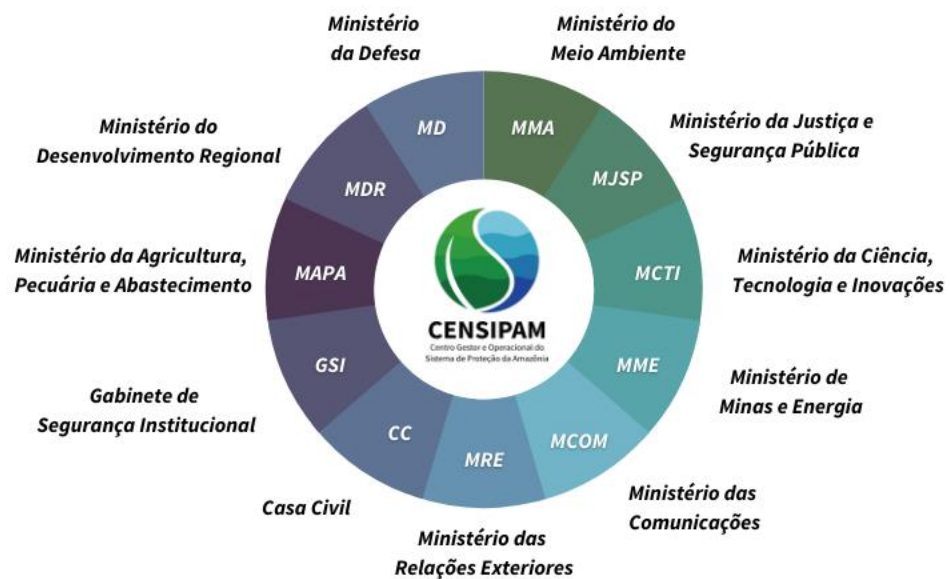 Ministério
da Defesa
Ministério do
Meio Ambiente
Ministério do
Desenvolvimento Regional
Ministério da Justiça e
Segurança Pública
MD
MMA
MDR
MJSP
Ministério da Agricultura,
Pecuária e Abastecimento
MAPA
MCTI
Ministério da Ciência,
Tecnologia e Inovações
CENSIPAM
Centro Gestor e Operacional do
Sistema de Proteção da Amazônia
GSI
MME
Gabinete de
Segurança Institucional
Ministério de
Minas e Energia
CC
MRE
MCOM
Casa Civil
Ministério das
Comunicações
Ministério das
Relações Exteriores